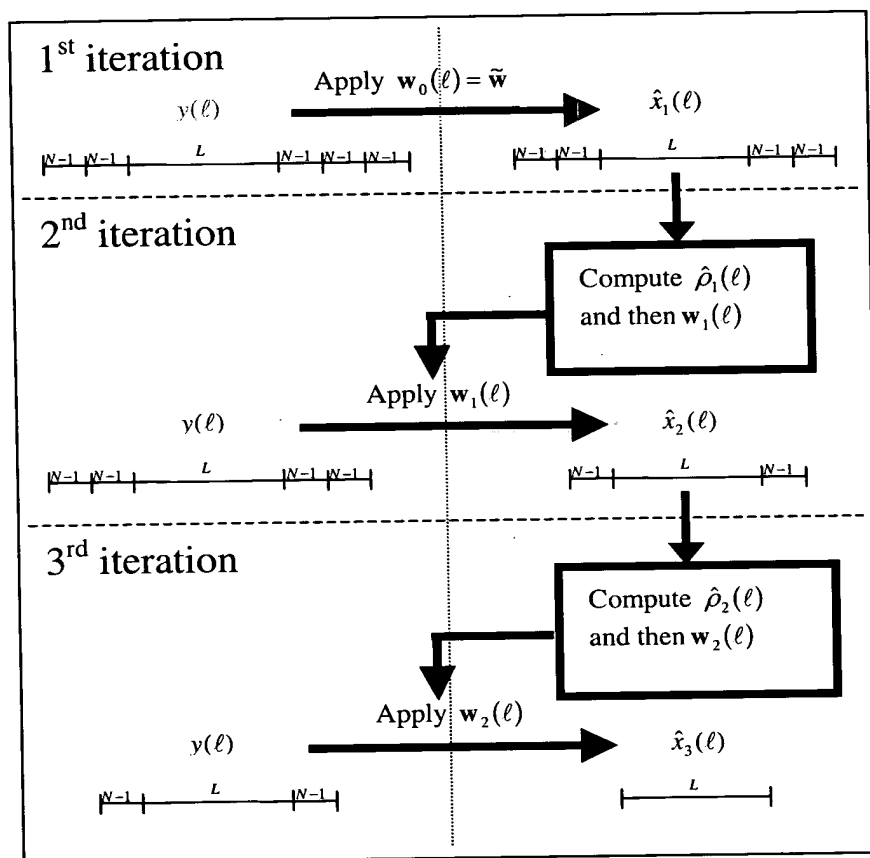 1st iteration
Apply w₀(ℓ) = w̃
y(ℓ)
x̂₁(ℓ)
N-1 N-1 L N-1 N-1 N-1
N-1 N-1 L N-1 N-1
2nd iteration
Compute ρ̂₁(ℓ)
and then w₁(ℓ)
Apply w₁(ℓ)
y(ℓ)
x̂₂(ℓ)
N-1 N-1 L N-1 N-1
N-1 L N-1
3rd iteration
Compute ρ̂₂(ℓ)
and then w₂(ℓ)
Apply w₂(ℓ)
y(ℓ)
x̂₃(ℓ)
N-1 L N-1
L